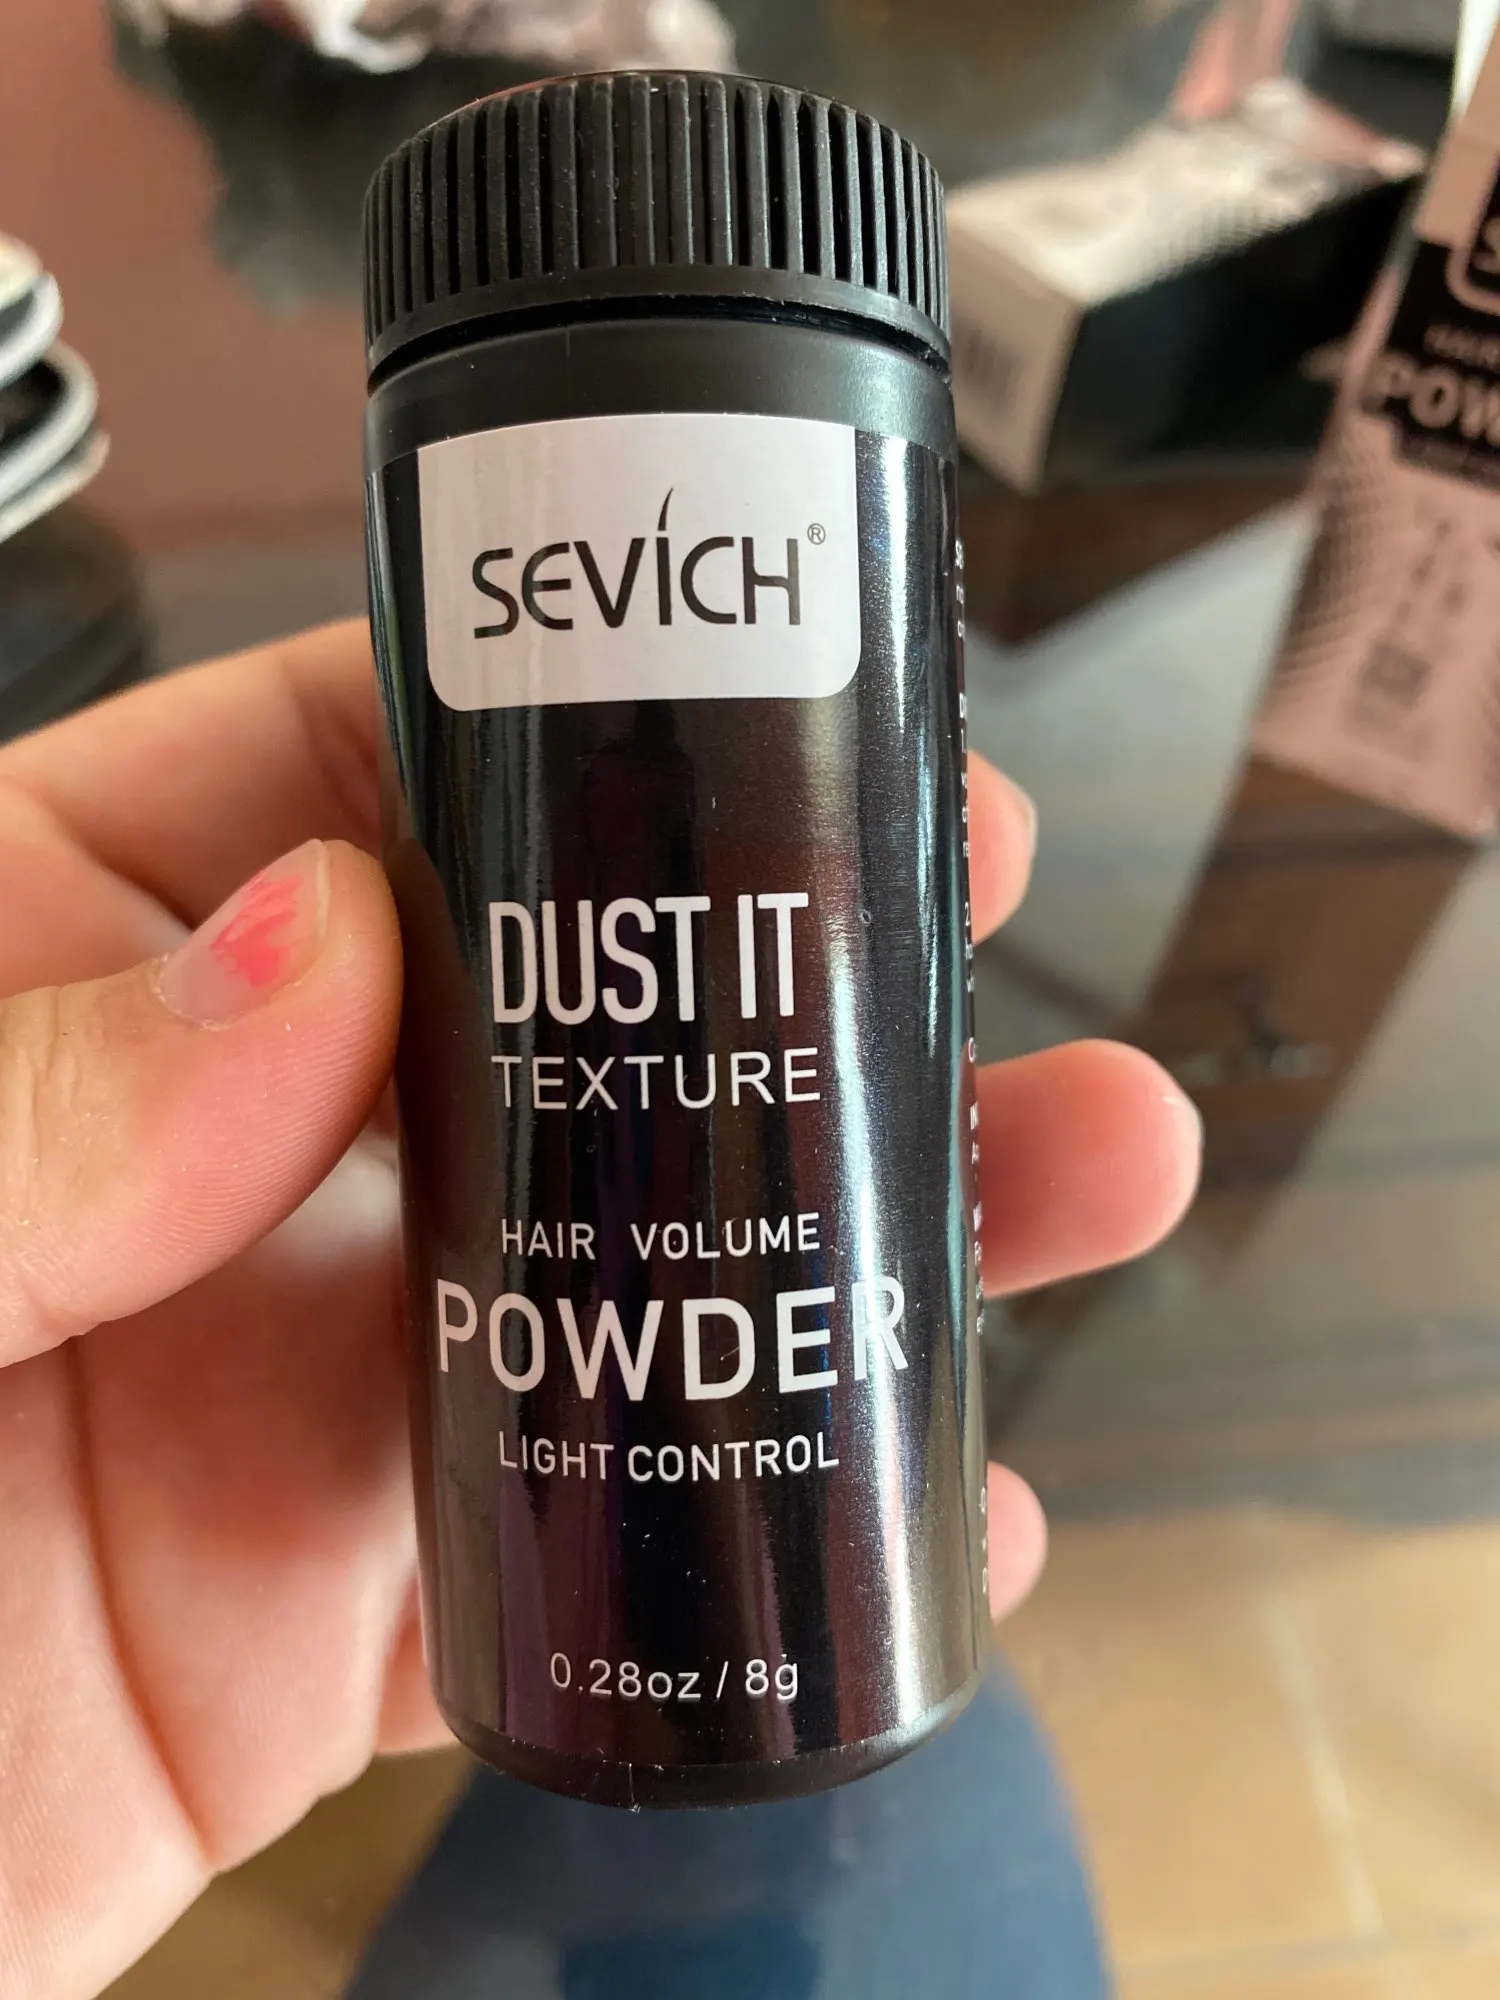 SEVICH®
DUST IT
TEXTURE
HAIR VOLUME
POWDER
LIGHT CONTROL
0.28oz / 8g